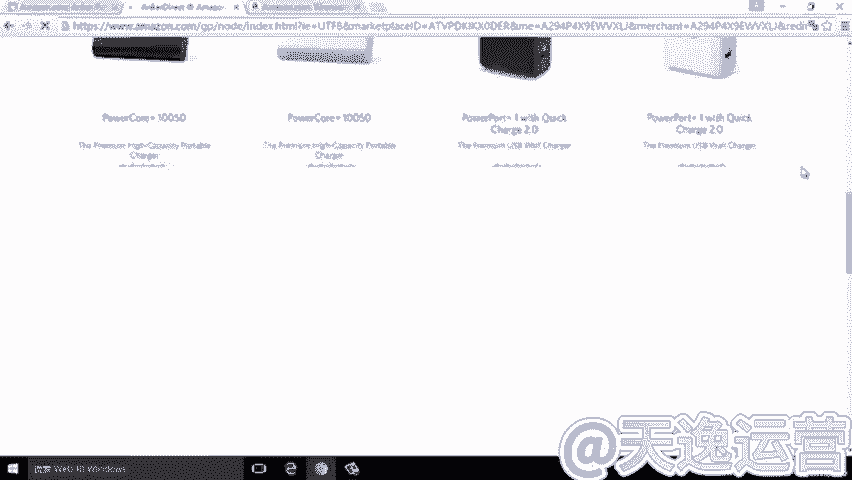 AnkerDirect @ Amazon
https://www.amazon.com/gp/node/index.html?ie=UTF8&marketplaceID=ATVPDKIKX0DER&me=A294P4X9EWVXLJ&merchant=A294P4X9EWVXLJ&redir
PowerCore+ 10050
PowerCore+ 10050
PowerPort+ 1 with Quick
Charge 2.0
PowerPort+ 1 with Quick
Charge 2.0
The Premium High-Capacity Portable
Charger
The Premium High-Capacity Portable
Charger
The Premium USB Wall Charger
The Premium USB Wall Charger
搜索 Web 和 Windows
@天逸运营